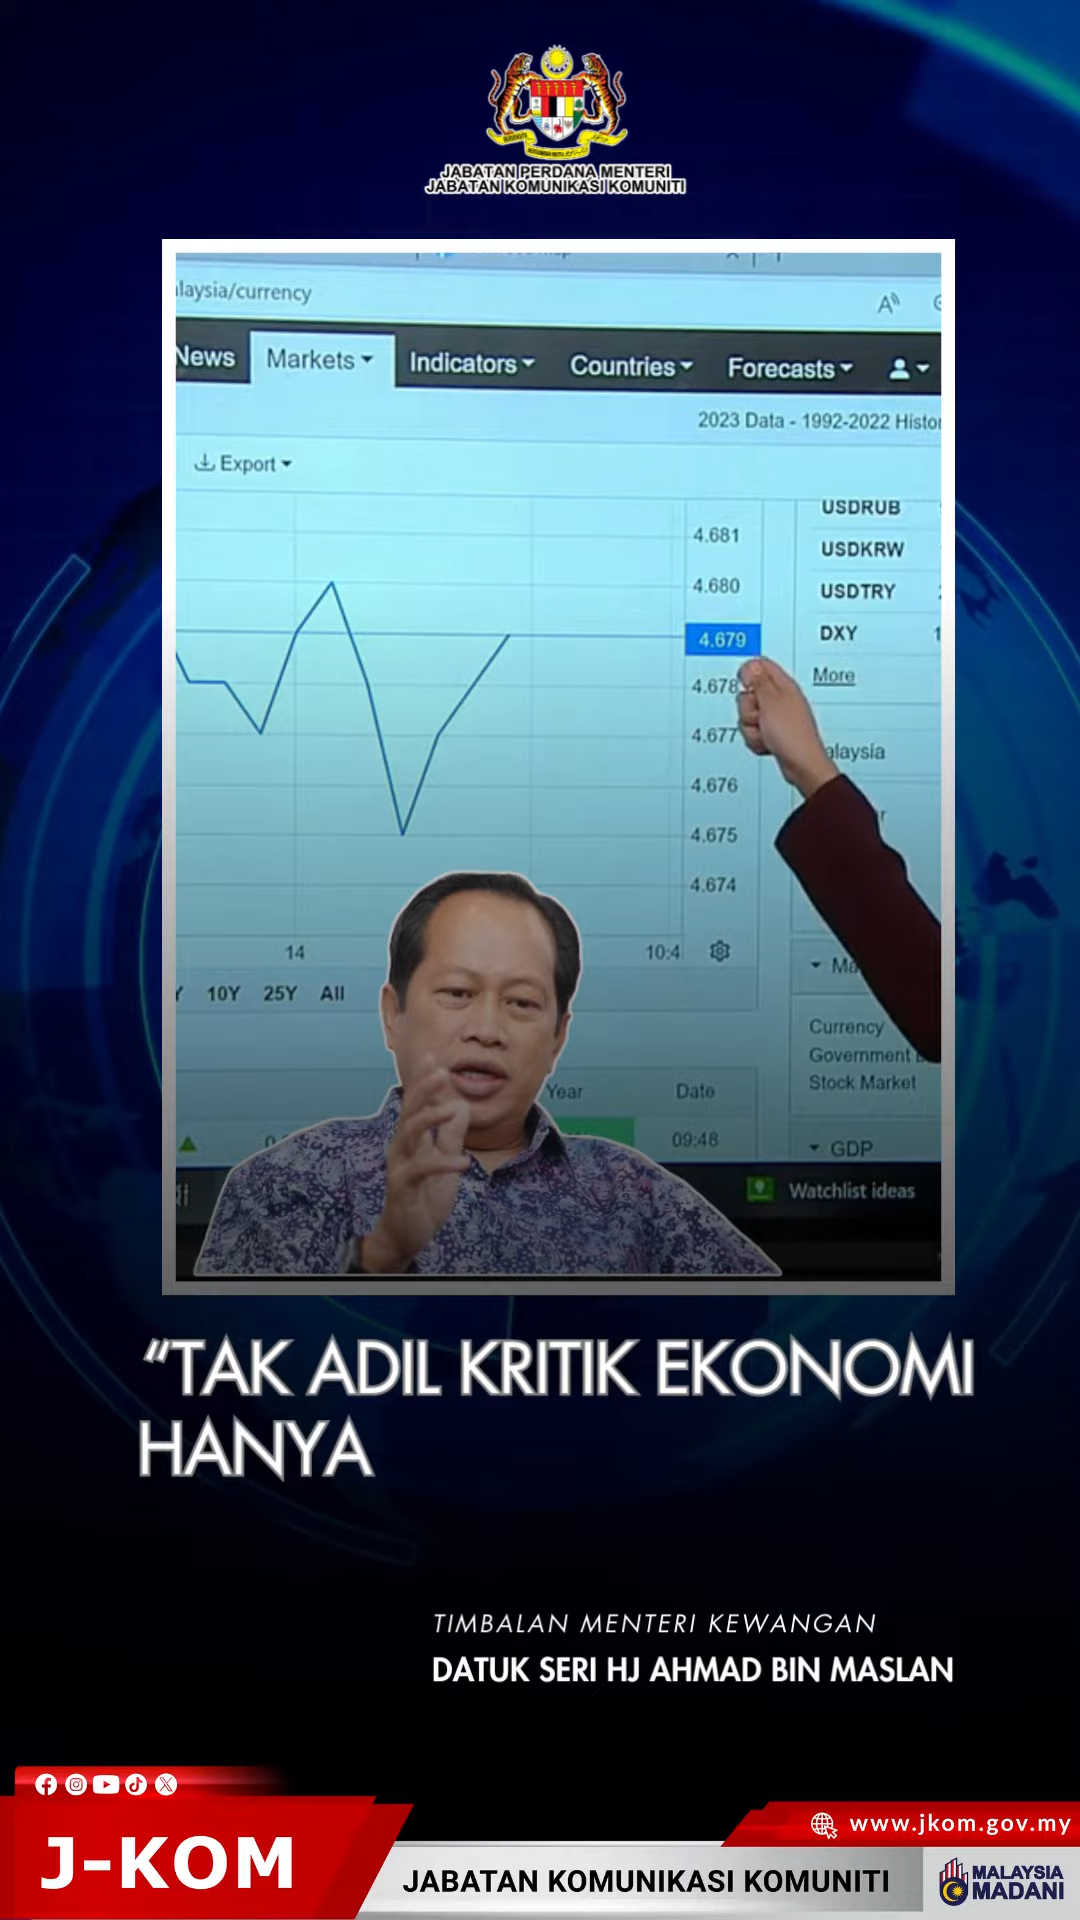 JABATAN PERDANA MENTERI
JABATAN KOMUNIKASI KOMUNITI
laysia/currency
News Markets Indicators Countries Forecasts
2023 Data - 1992-2022 Histor
Export
USDRUB
4.681
USDKRW
4.680
USDTRY
4.679
DXY
4.678
More
4.677
alaysia
4.676
4.675
4.674
14 10:4
Ma
Y 10Y 25Y All
Currency
Government
Stock Market
Year Date
09:48
GDP
Watchlist ideas
“TAK ADIL KRITIK EKONOMI
HANYA
TIMBALAN MENTERI KEWANGAN
DATUK SERI HJ AHMAD BIN MASLAN
www.jkom.gov.my
J-KOM
JABATAN KOMUNIKASI KOMUNITI
MALAYSIA
MADANI